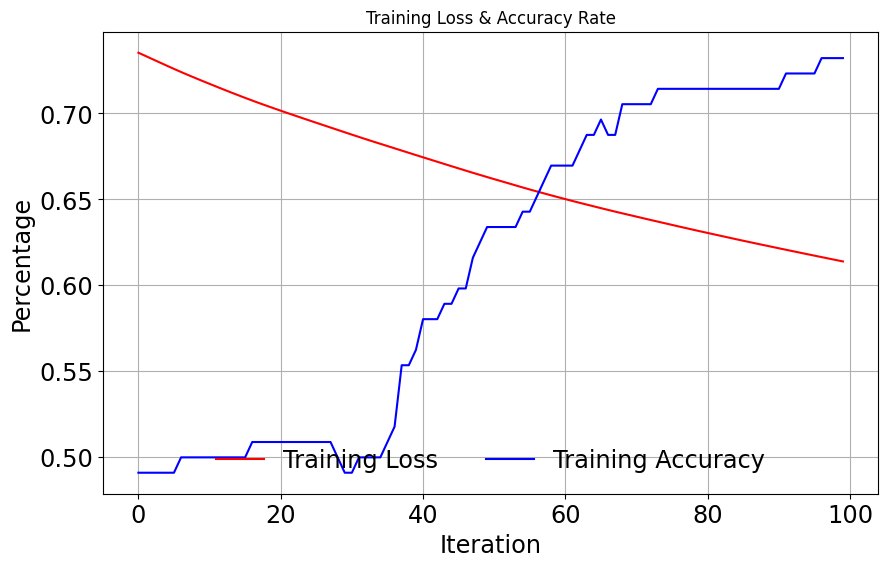 Training Loss & Accuracy Rate
Percentage
0.70
0.65
0.60
0.55
0.50
Training Loss Training Accuracy
0 20 40 60 80 100
Iteration